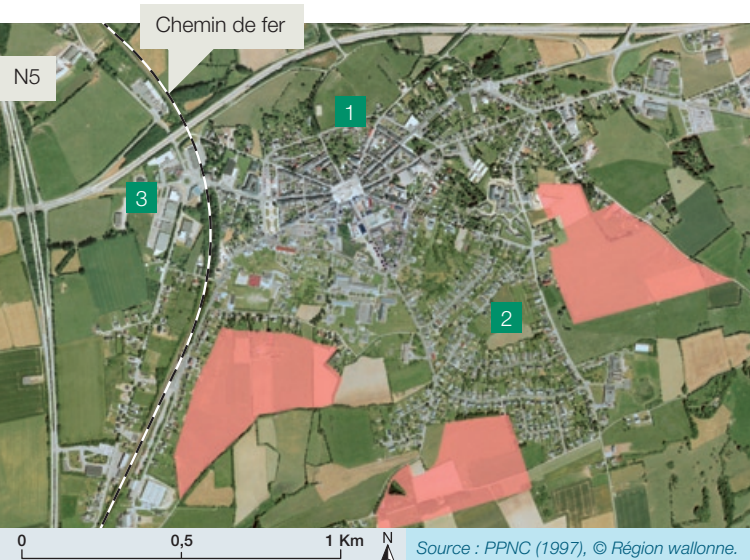 Chemin de fer
N5
1
3
2
0 0,5 1 Km N
Source : PPNC (1997), © Région wallonne.